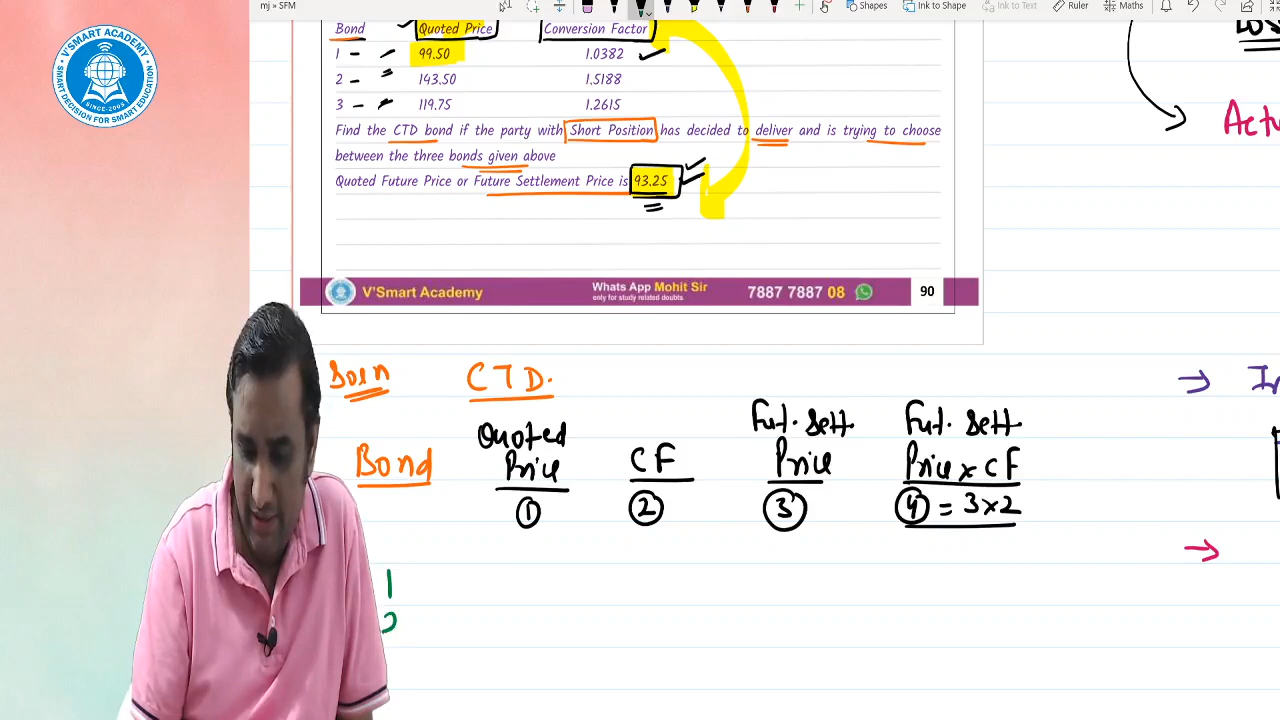 mj » SFM
Shapes
Ink to Shape
Ink to Text
Ruler
Maths
V'SMART ACADEMY
SMART DECISION FOR SMART EDUCATION
SINCE-2005
Bond Quoted Price Conversion Factor
1 - 99.50 1.0382
2 - 143.50 1.5188
3 - 119.75 1.2615
Find the CTD bond if the party with Short Position has decided to deliver and is trying to choose
between the three bonds given above
Quoted Future Price or Future Settlement Price is 93.25
V'Smart Academy
Whats App Mohit Sir
only for study related doubts
7887 7887 08
90
CTD.
Bond
Quoted Price
CF
Fut. Sett Price
Fut. Sett Price x CF
① ② ③ ④ = 3x2
1
2